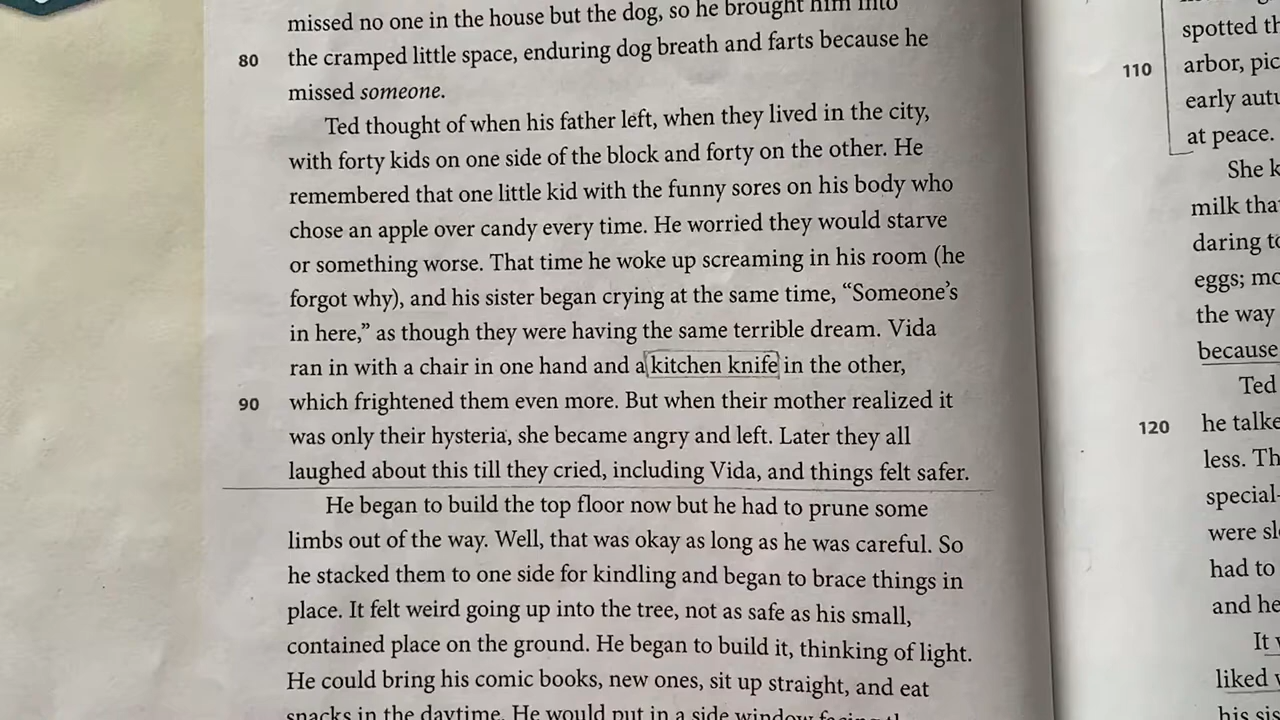 missed no one in the house but the dog, so he brought him into
80 the cramped little space, enduring dog breath and farts because he
missed someone.
Ted thought of when his father left, when they lived in the city,
with forty kids on one side of the block and forty on the other. He
remembered that one little kid with the funny sores on his body who
chose an apple over candy every time. He worried they would starve
or something worse. That time he woke up screaming in his room (he
forgot why), and his sister began crying at the same time, “Someone’s
in here,” as though they were having the same terrible dream. Vida
ran in with a chair in one hand and a kitchen knife in the other,
90 which frightened them even more. But when their mother realized it
was only their hysteria, she became angry and left. Later they all
laughed about this till they cried, including Vida, and things felt safer.
He began to build the top floor now but he had to prune some
limbs out of the way. Well, that was okay as long as he was careful. So
he stacked them to one side for kindling and began to brace things in
place. It felt weird going up into the tree, not as safe as his small,
contained place on the ground. He began to build it, thinking of light.
He could bring his comic books, new ones, sit up straight, and eat
snacks in the daytime. He would put in a side window facing
spotted
110 arbor,
early
at peace.
She
milk
daring
eggs;
the way
because
Ted
120 he
less.
special-
were
had to
and he
It
liked
his